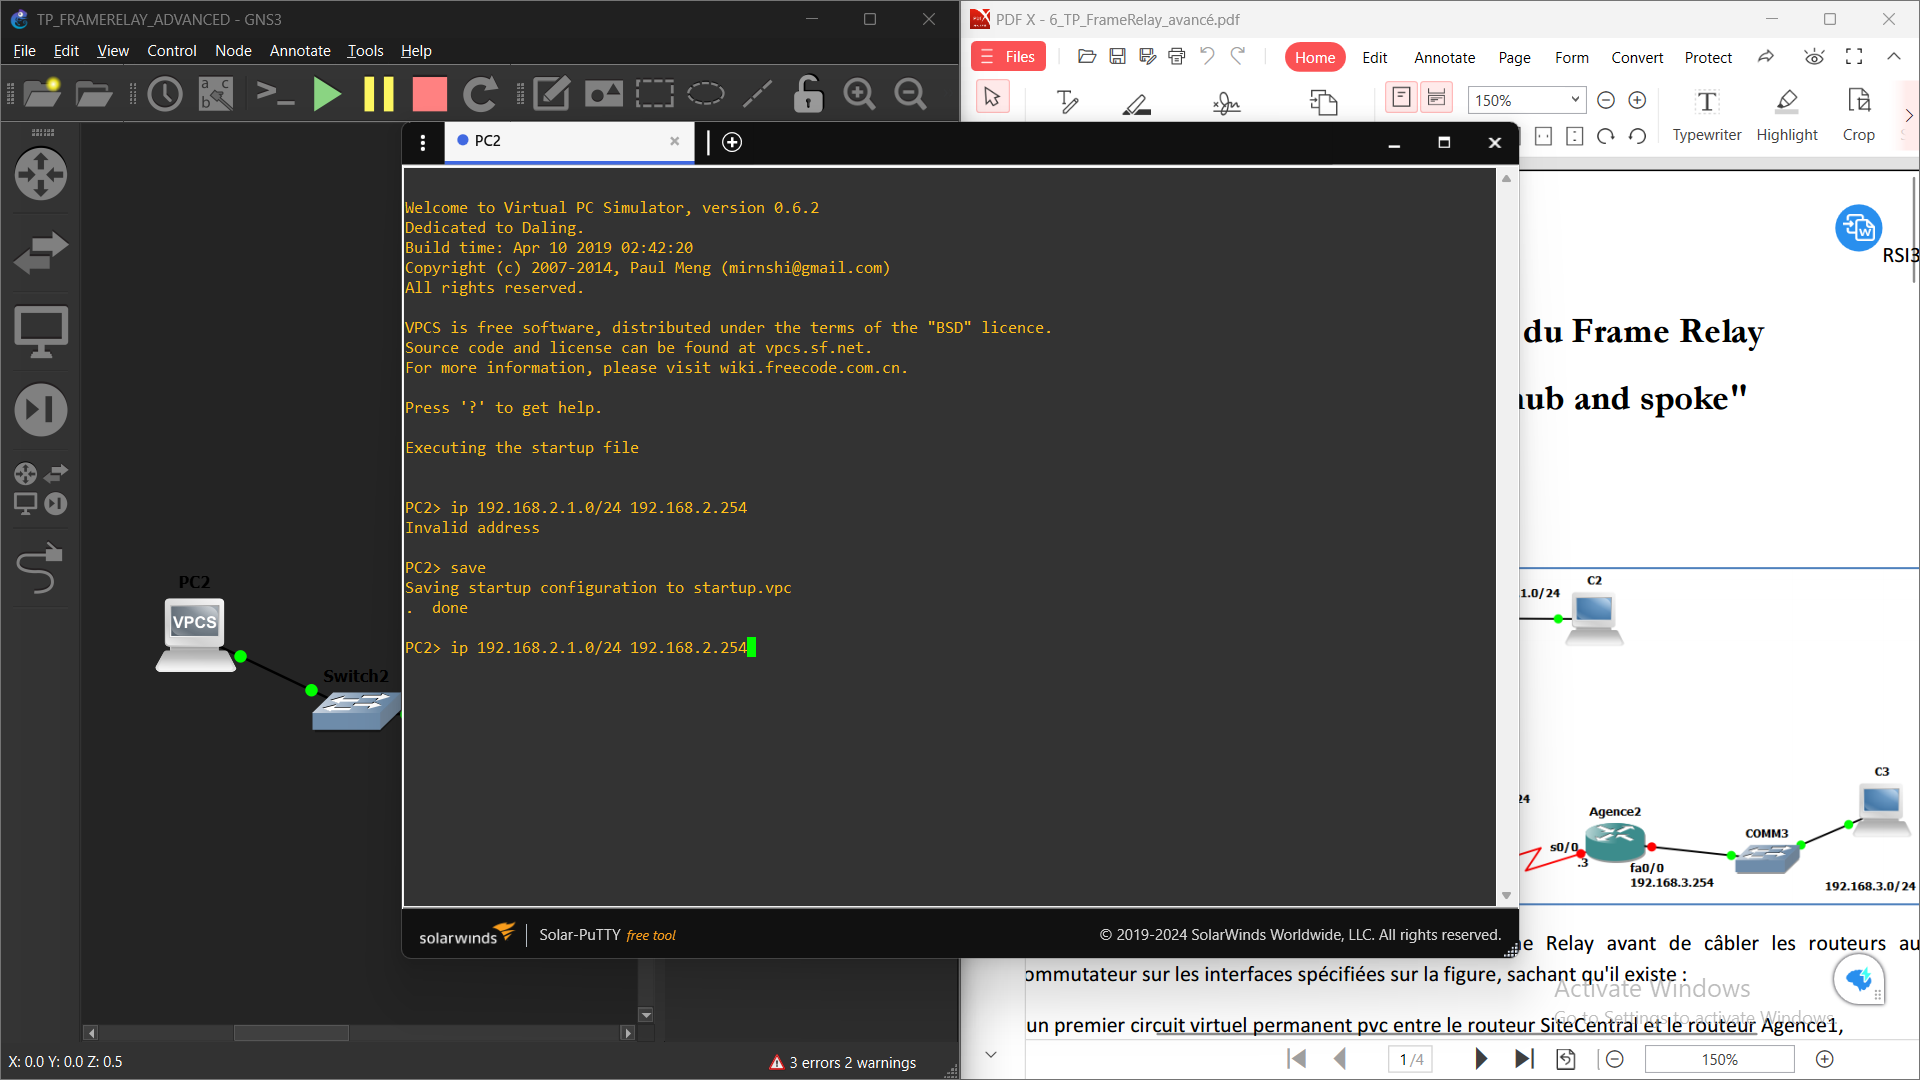 TP_FRAMERELAY_ADVANCED - GNS3
File Edit View Control Node Annotate Tools Help
PC2
VPCS
Switch2
X: 0.0 Y: 0.0 Z: 0.5
3 errors 2 warnings
PC2
Welcome to Virtual PC Simulator, version 0.6.2
Dedicated to Daling.
Build time: Apr 10 2019 02:42:20
Copyright (c) 2007-2014, Paul Meng (mirnshi@gmail.com)
All rights reserved.
VPCS is free software, distributed under the terms of the "BSD" licence.
Source code and license can be found at vpcs.sf.net.
For more information, please visit wiki.freecode.com.cn.
Press '?' to get help.
Executing the startup file
PC2> ip 192.168.2.1.0/24 192.168.2.254
Invalid address
PC2> save
Saving startup configuration to startup.vpc
. done
PC2> ip 192.168.2.1.0/24 192.168.2.254
solarwinds
Solar-PuTTY free tool
© 2019-2024 SolarWinds Worldwide, LLC. All rights reserved.
PDF X - 6_TP_FrameRelay_avancé.pdf
Files Home Edit Annotate Page Form Convert Protect
150%
Typewriter Highlight Crop
RSI3
du Frame Relay
hub and spoke"
C2
1.0/24
C3
24
Agence2
COMM3
s0/0
.3
fa0/0
192.168.3.254
192.168.3.0/24
ne Relay avant de câbler les routeurs au
ommutateur sur les interfaces spécifiées sur la figure, sachant qu'il existe :
Activate Windows
Go to Settings to activate Windows.
un premier circuit virtuel permanent pvc entre le routeur SiteCentral et le routeur Agence1,
1/4
150%